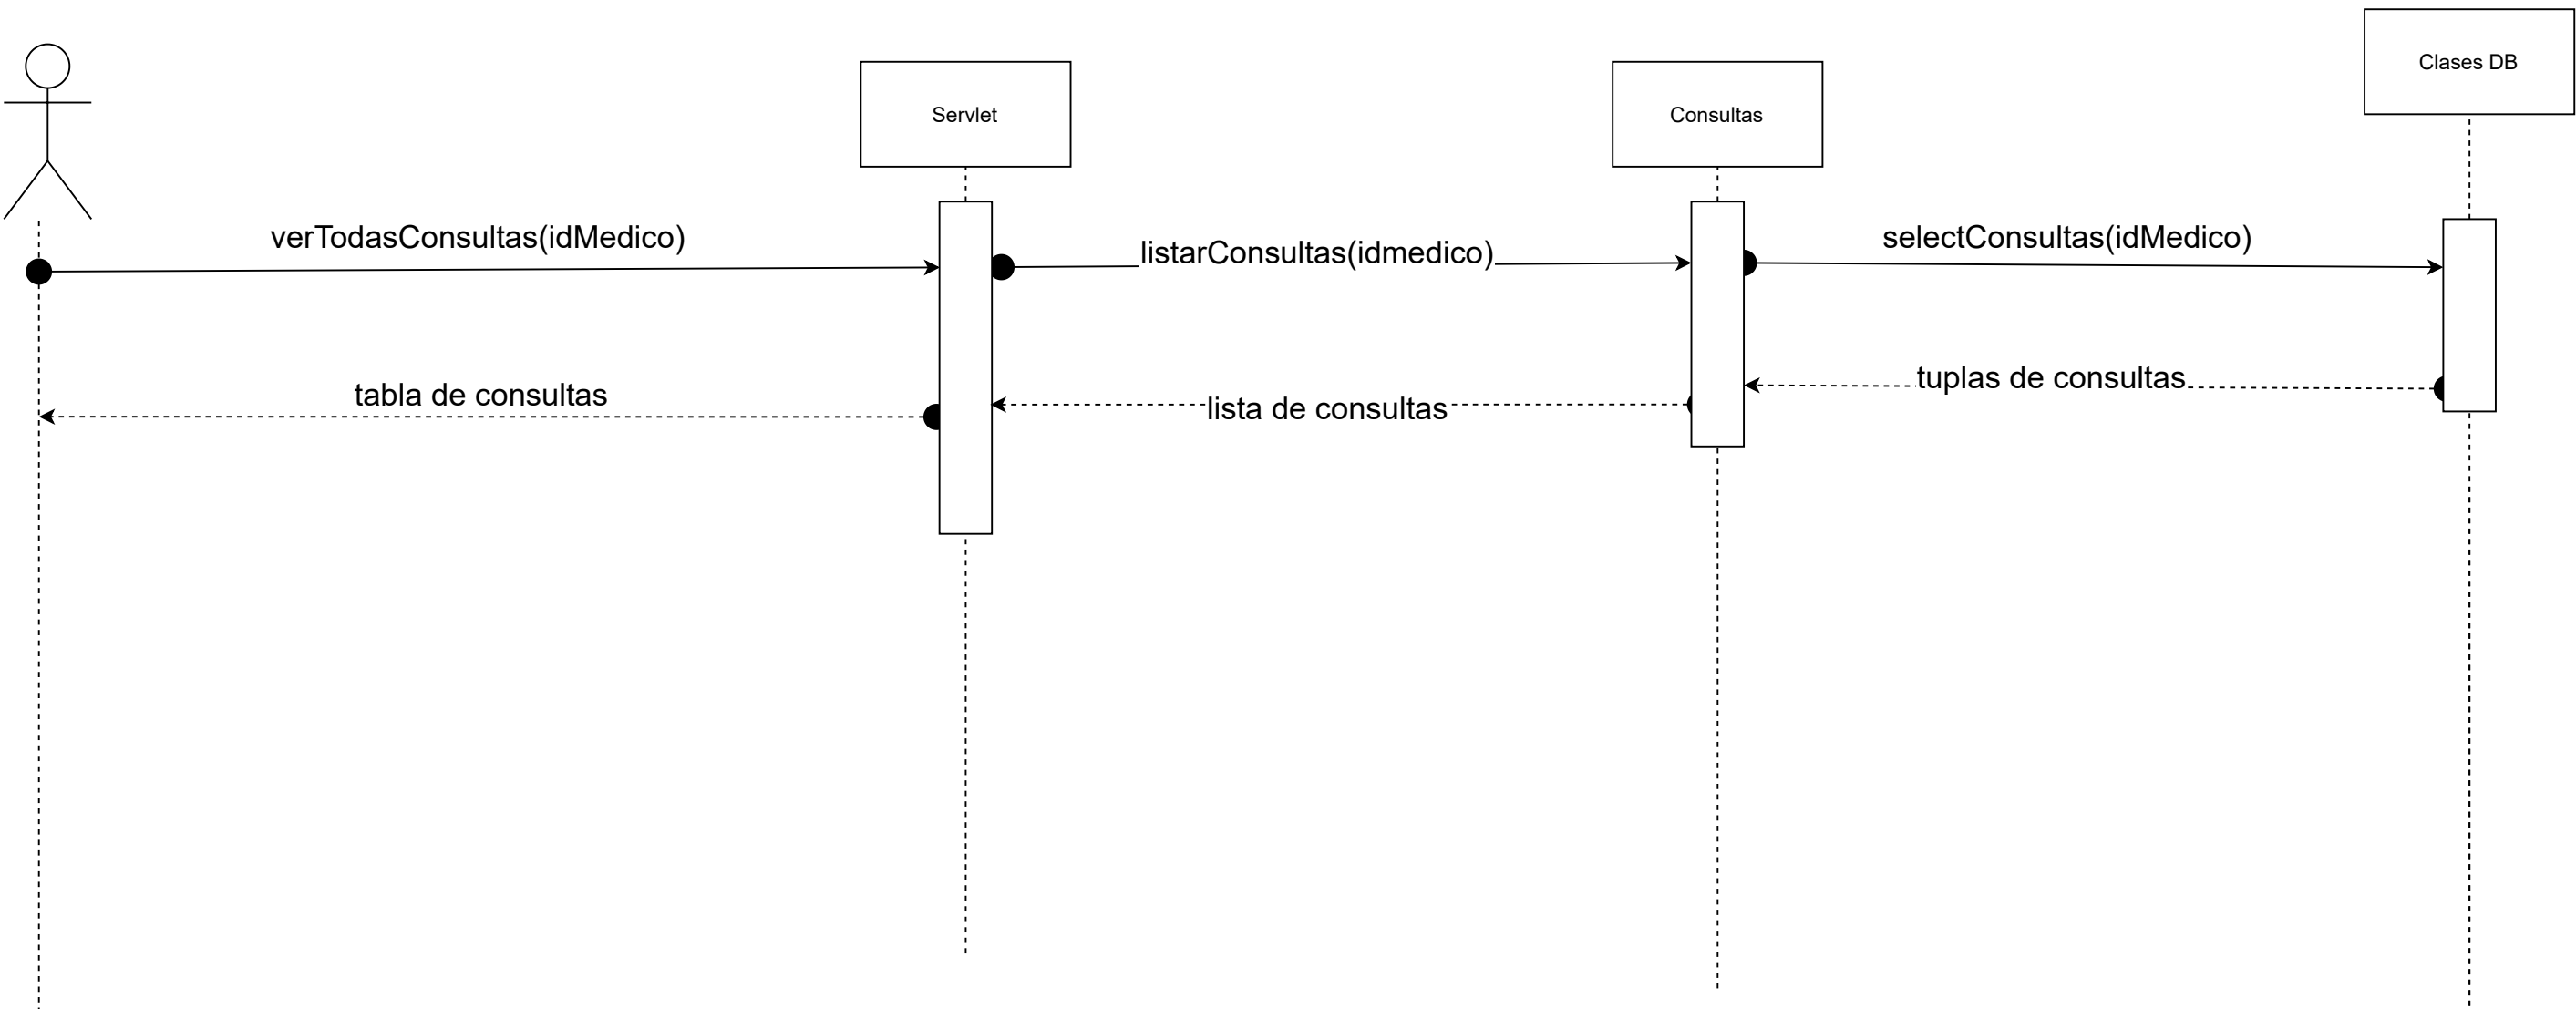 Clases DB
Servlet
Consultas
verTodasConsultas(idMedico)
listarConsultas(idmedico)
selectConsultas(idMedico)
tabla de consultas
lista de consultas
tuplas de consultas